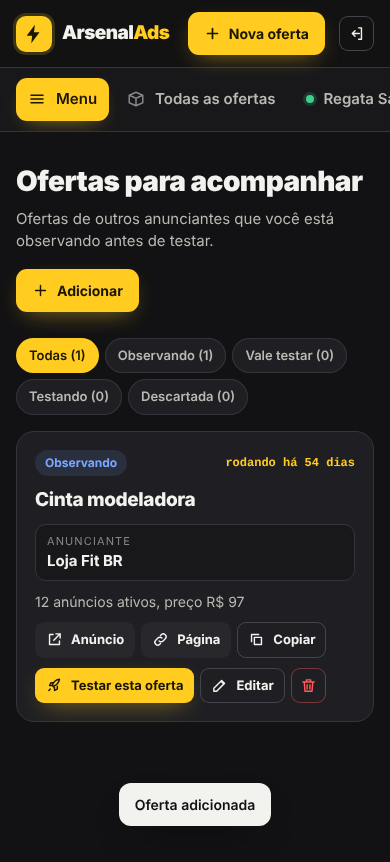 ArsenalAds
Nova oferta
Menu
Todas as ofertas
Regata Sa
Ofertas para acompanhar
Ofertas de outros anunciantes que você está
observando antes de testar.
Adicionar
Todas (1)
Observando (1)
Vale testar (0)
Testando (0)
Descartada (0)
Observando
rodando há 54 dias
Cinta modeladora
ANUNCIANTE
Loja Fit BR
12 anúncios ativos, preço R$ 97
Anúncio
Página
Copiar
Testar esta oferta
Editar
Oferta adicionada